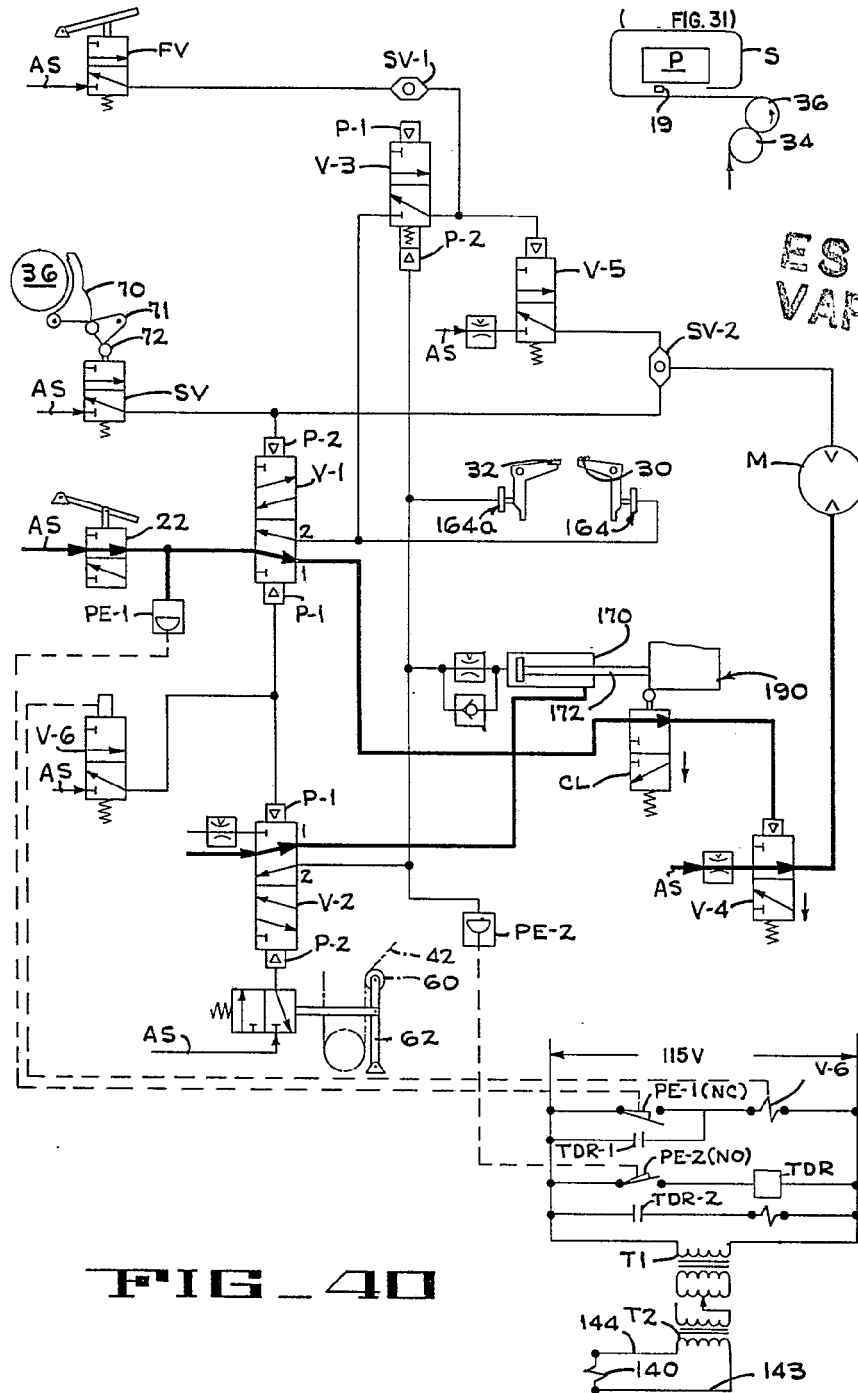 ( FIG. 31)
FV
AS
SV-1
P
S
19
36
34
P-1
V-3
P-2
ES
V-5
36
70
71
72
AS
SV-2
AS
SV
P-2
V-1
32
30
M
164a
164
2
1
AS
22
P-1
PE-1
170
172
190
V-6
AS
CL
P-1
1
2
V-2
AS
V-4
P-2
PE-2
42
60
62
AS
115V
V-6
PE-1(NC)
TDR-1
PE-2(NO)
TDR
TDR-2
T1
T2
144
140
143
FIG_40